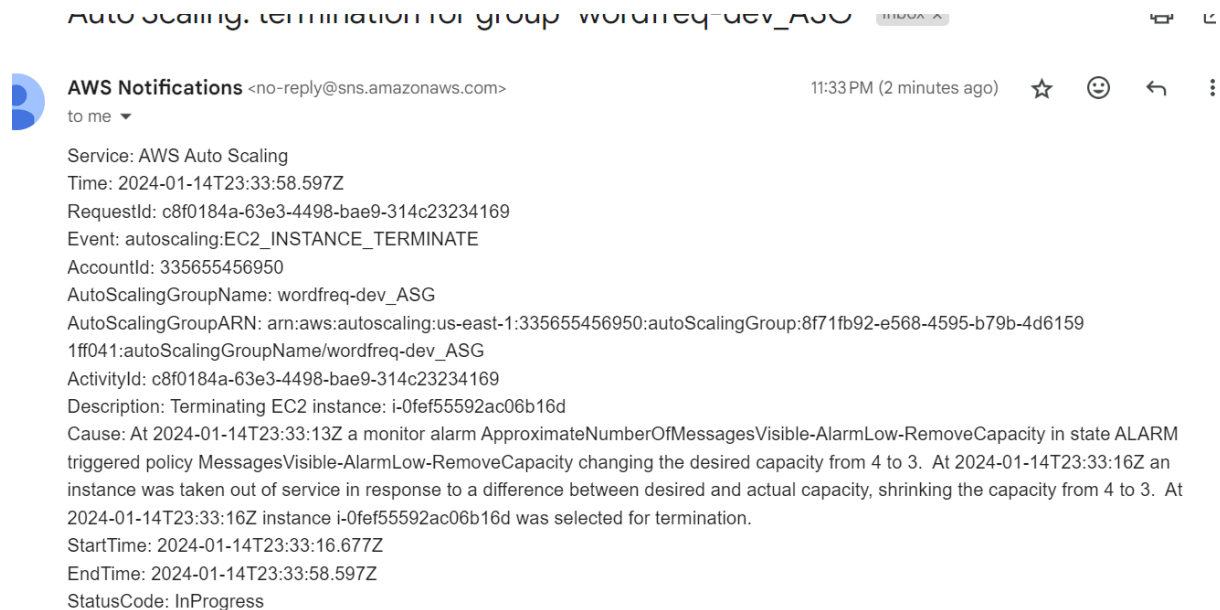 Auto Scaling: termination for group "wordfreq-dev_ASG" Inbox x
AWS Notifications <no-reply@sns.amazonaws.com> 11:33 PM (2 minutes ago)
to me
Service: AWS Auto Scaling
Time: 2024-01-14T23:33:58.597Z
RequestId: c8f0184a-63e3-4498-bae9-314c23234169
Event: autoscaling:EC2_INSTANCE_TERMINATE
AccountId: 335655456950
AutoScalingGroupName: wordfreq-dev_ASG
AutoScalingGroupARN: arn:aws:autoscaling:us-east-1:335655456950:autoScalingGroup:8f71fb92-e568-4595-b79b-4d6159
1ff041:autoScalingGroupName/wordfreq-dev_ASG
ActivityId: c8f0184a-63e3-4498-bae9-314c23234169
Description: Terminating EC2 instance: i-0fef55592ac06b16d
Cause: At 2024-01-14T23:33:13Z a monitor alarm ApproximateNumberOfMessagesVisible-AlarmLow-RemoveCapacity in state ALARM
triggered policy MessagesVisible-AlarmLow-RemoveCapacity changing the desired capacity from 4 to 3.  At 2024-01-14T23:33:16Z an
instance was taken out of service in response to a difference between desired and actual capacity, shrinking the capacity from 4 to 3.  At
2024-01-14T23:33:16Z instance i-0fef55592ac06b16d was selected for termination.
StartTime: 2024-01-14T23:33:16.677Z
EndTime: 2024-01-14T23:33:58.597Z
StatusCode: InProgress